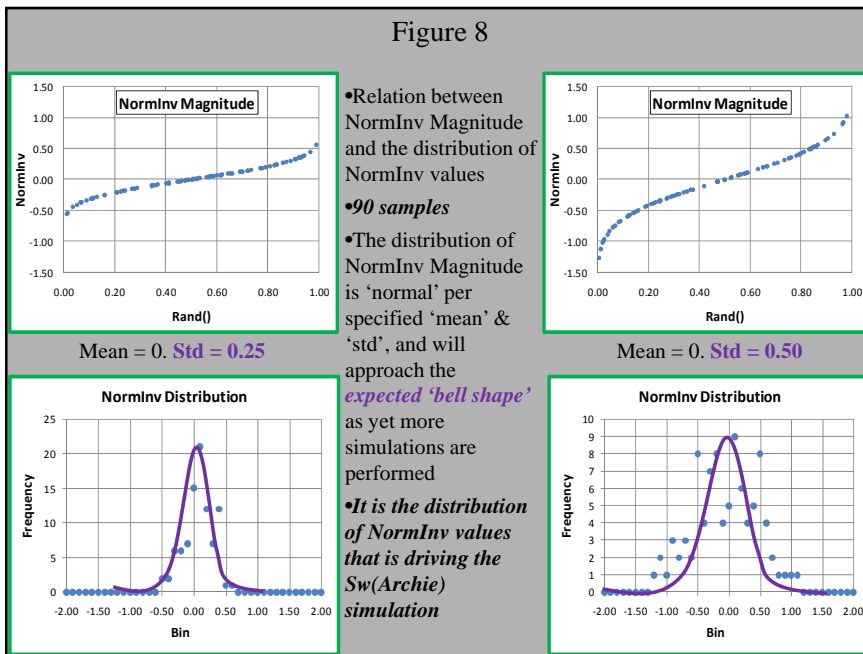 Figure 8
NormInv Magnitude
NormInv
1.50
1.00
0.50
0.00
-0.50
-1.00
-1.50
0.00 0.20 0.40 0.60 0.80 1.00
Rand()
Mean = 0. Std = 0.25
NormInv Distribution
Frequency
25
20
15
10
5
0
-2.00 -1.50 -1.00 -0.50 0.00 0.50 1.00 1.50 2.00
Bin
•Relation between
NormInv Magnitude
and the distribution of
NormInv values
•90 samples
•The distribution of
NormInv Magnitude
is ‘normal’ per
specified ‘mean’ &
‘std’, and will
approach the
expected ‘bell shape’
as yet more
simulations are
performed
•It is the distribution
of NormInv values
that is driving the
Sw(Archie)
simulation
NormInv Magnitude
NormInv
1.50
1.00
0.50
0.00
-0.50
-1.00
-1.50
0.00 0.20 0.40 0.60 0.80 1.00
Rand()
Mean = 0. Std = 0.50
NormInv Distribution
Frequency
10
9
8
7
6
5
4
3
2
1
0
-2.00 -1.50 -1.00 -0.50 0.00 0.50 1.00 1.50 2.00
Bin